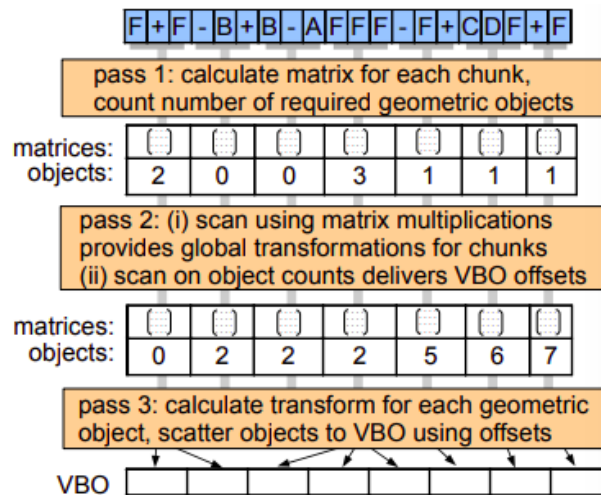 F + F - B + B - A F F F - F + C D F + F
pass 1: calculate matrix for each chunk,
count number of required geometric objects
matrices: [ ] [ ] [ ] [ ] [ ] [ ] [ ]
objects: 2 0 0 3 1 1 1
pass 2: (i) scan using matrix multiplications
provides global transformations for chunks
(ii) scan on object counts delivers VBO offsets
matrices: [ ] [ ] [ ] [ ] [ ] [ ] [ ]
objects: 0 2 2 2 5 6 7
pass 3: calculate transform for each geometric
object, scatter objects to VBO using offsets
VBO